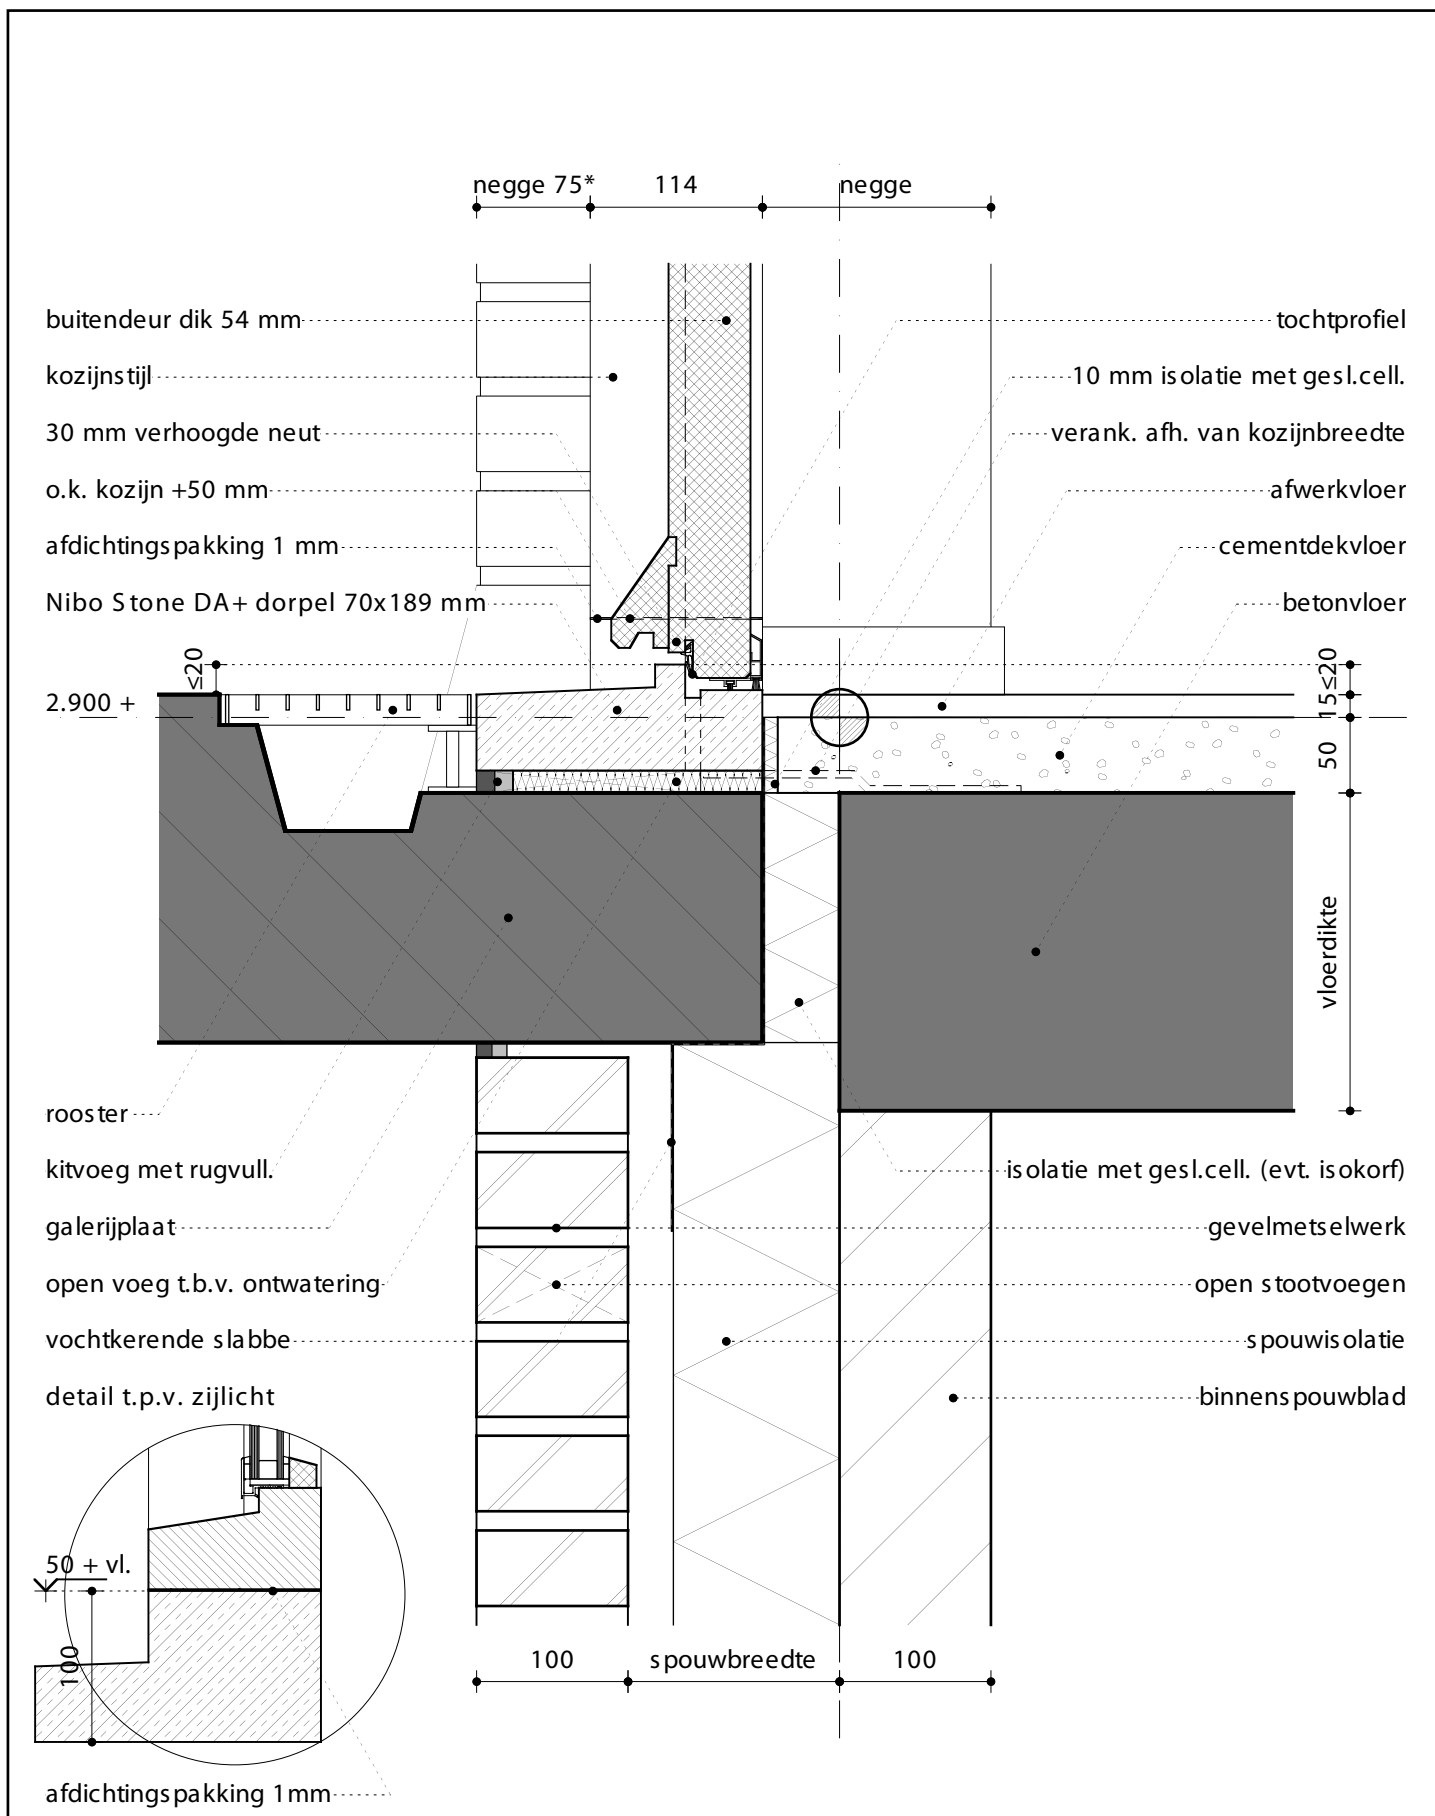 negge 75*
114
negge
buitendeur dik 54 mm
kozijnstijl
30 mm verhoogde neut
o.k. kozijn +50 mm
afdichtingspakking 1 mm
Nibo Stone DA+ dorpel 70x189 mm
≤20
2.900 +
tochtprofiel
10 mm isolatie met gesl.cell.
verank. afh. van kozijnbreedte
afwerkvloer
cementdekvloer
betonvloer
≤20
15
50
vloerdikte
rooster
kitvoeg met rugvull.
galerijplaat
open voeg t.b.v. ontwatering
vochtkerende slabbe
detail t.p.v. zijlicht
isolatie met gesl.cell. (evt. isokorf)
gevelmetselwerk
open stootvoegen
spouwisolatie
binnenspouwblad
50 + vl.
100
100
spouwbreedte
100
afdichtingspakking 1mm